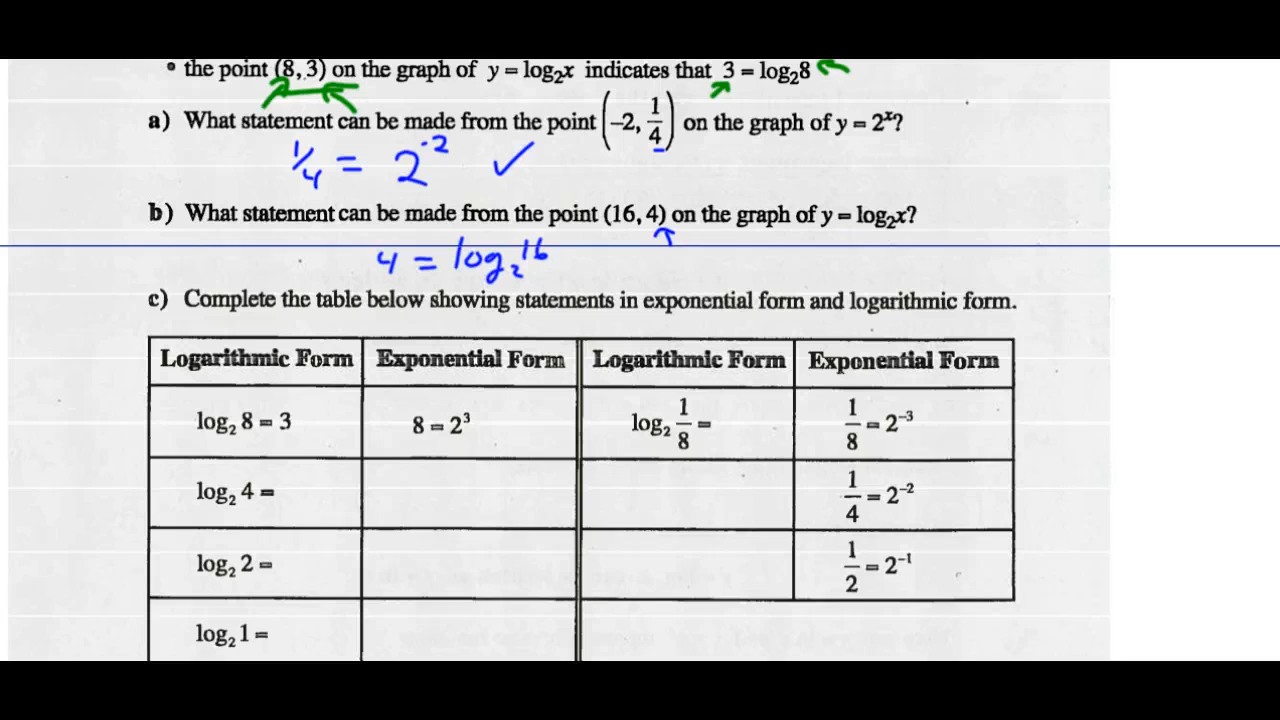 • the point (8, 3) on the graph of y = log₂x indicates that 3 = log₂8
a) What statement can be made from the point (–2, 1/4) on the graph of y = 2ˣ?
1/4 = 2⁻² ✓
b) What statement can be made from the point (16, 4) on the graph of y = log₂x?
4 = log₂16
c) Complete the table below showing statements in exponential form and logarithmic form.
Logarithmic Form Exponential Form Logarithmic Form Exponential Form
log₂ 8 = 3 8 = 2³ log₂ 1/8 = 1/8 = 2⁻³
log₂ 4 = 1/4 = 2⁻²
log₂ 2 = 1/2 = 2⁻¹
log₂ 1 =